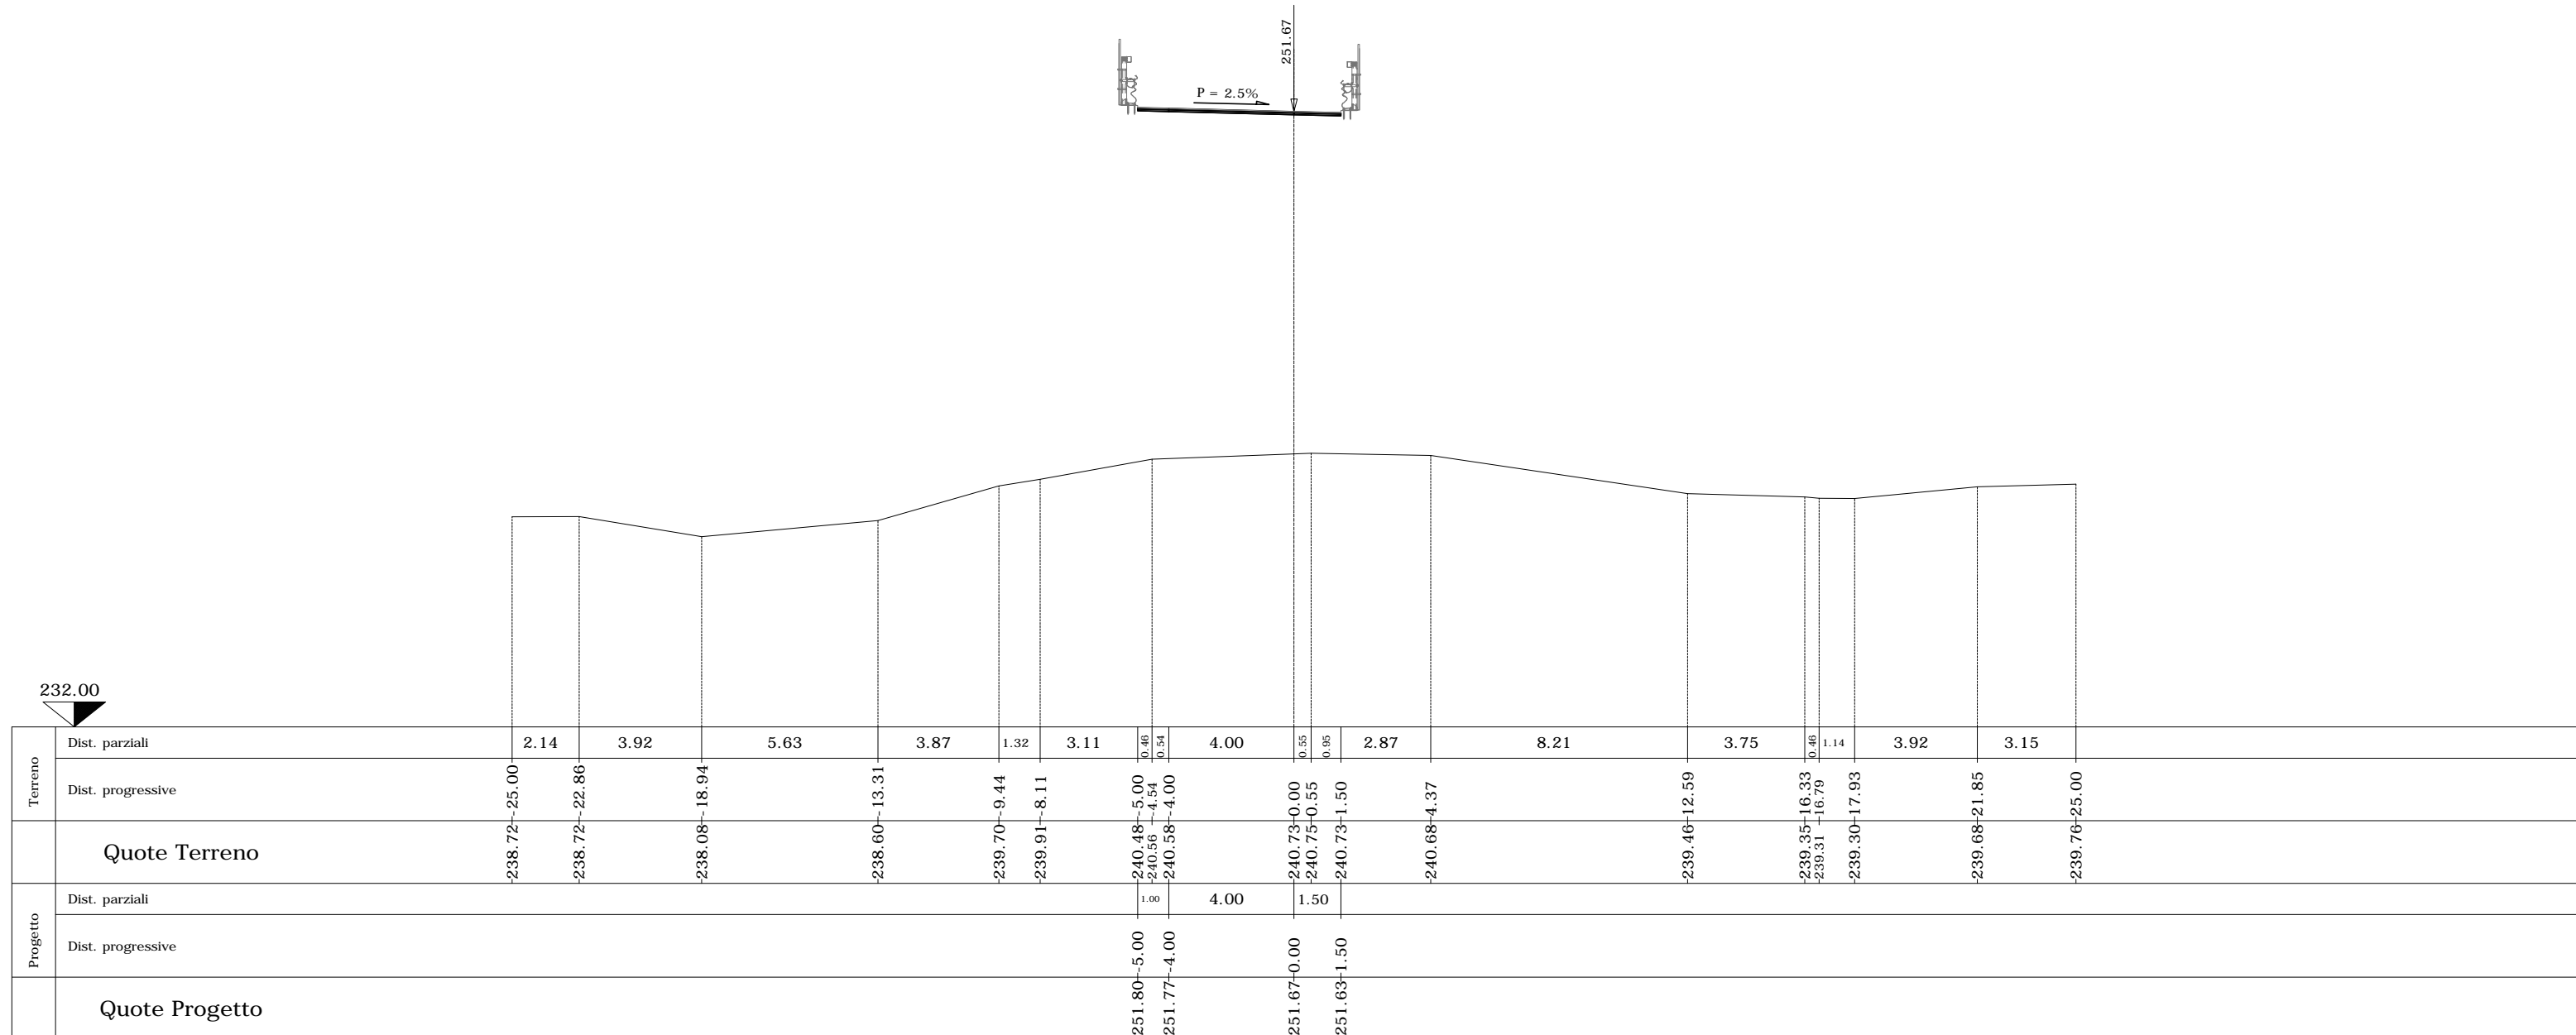 251.67
P = 2.5%
232.00
Terreno
Dist. parziali
2.14 3.92 5.63 3.87 1.32 3.11 0.46 0.54 4.00 0.55 0.95 2.87 8.21 3.75 0.46 1.14 3.92 3.15
Dist. progressive
-25.00 -22.86 -18.94 -13.31 -9.44 -8.11 -5.00 -4.54 -4.00 0.00 0.55 1.50 4.37 12.59 16.33 16.79 17.93 21.85 25.00
Quote Terreno
238.72 238.72 238.08 238.60 239.70 239.91 240.48 240.56 240.58 240.73 240.75 240.73 240.68 239.46 239.35 239.31 239.30 239.68 239.76
Progetto
Dist. parziali
1.00 4.00 1.50
Dist. progressive
-5.00 -4.00 0.00 1.50
Quote Progetto
251.80 251.77 251.67 251.63